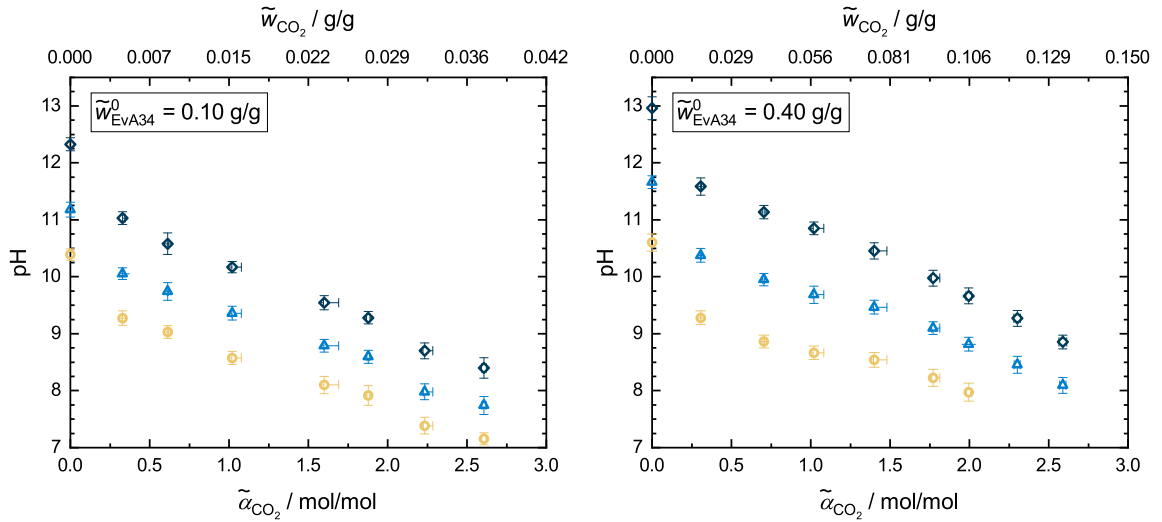 w̃CO₂ / g/g
0.000 0.007 0.015 0.022 0.029 0.036 0.042
w̃⁰EvA34 = 0.10 g/g
pH
13
12
11
10
9
8
7
0.0 0.5 1.0 1.5 2.0 2.5 3.0
α̃CO₂ / mol/mol
w̃CO₂ / g/g
0.000 0.029 0.056 0.081 0.106 0.129 0.150
w̃⁰EvA34 = 0.40 g/g
pH
13
12
11
10
9
8
7
0.0 0.5 1.0 1.5 2.0 2.5 3.0
α̃CO₂ / mol/mol